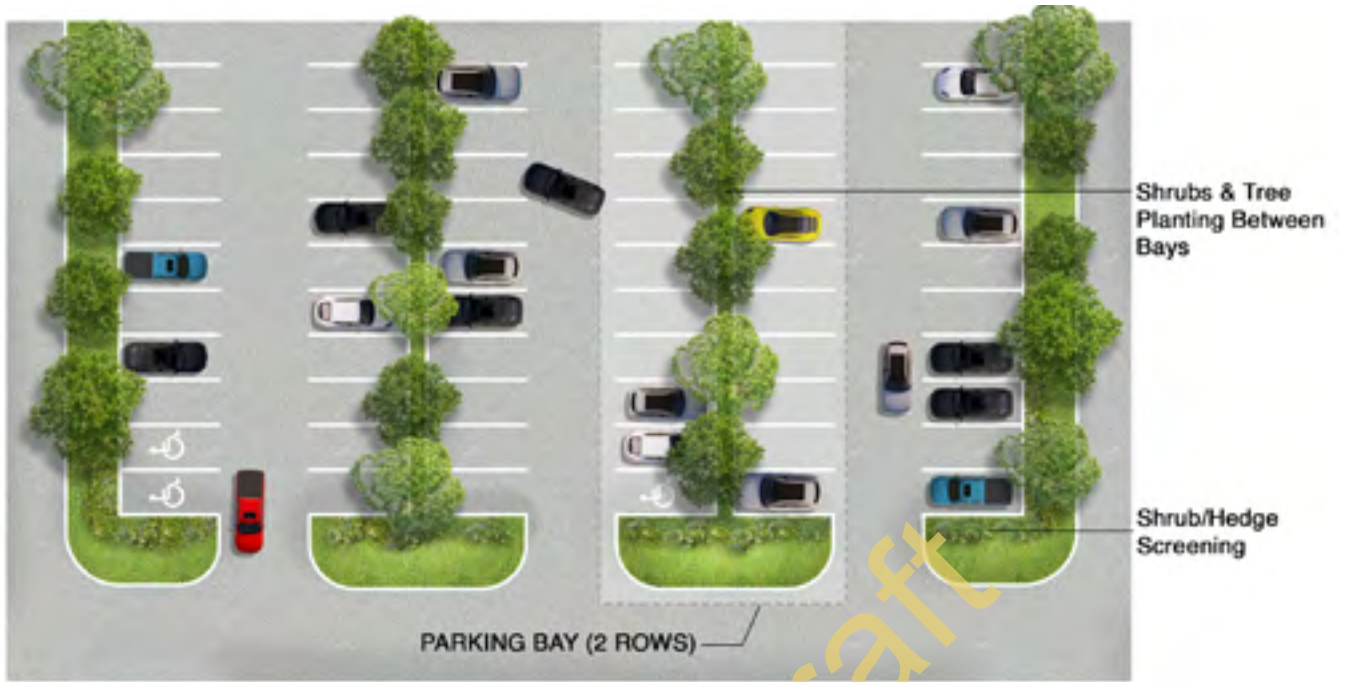 Shrubs & Tree
Planting Between
Bays
Shrub/Hedge
Screening
PARKING BAY (2 ROWS)